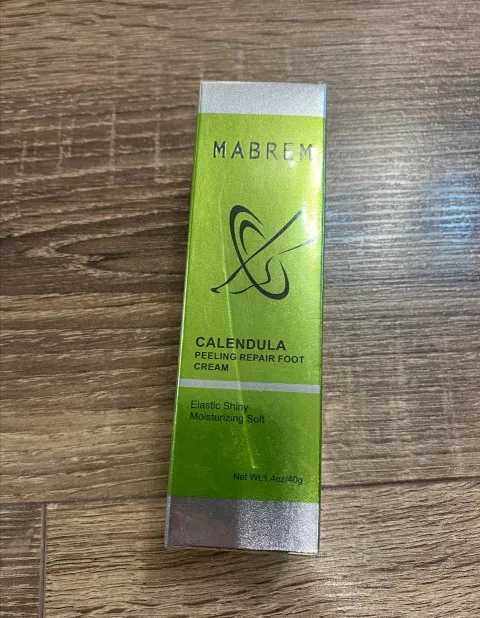 MABREM
CALENDULA
PEELING REPAIR FOOT
CREAM
Elastic Shiny
Moisturizing Soft
Net Wt:1.4oz/40g